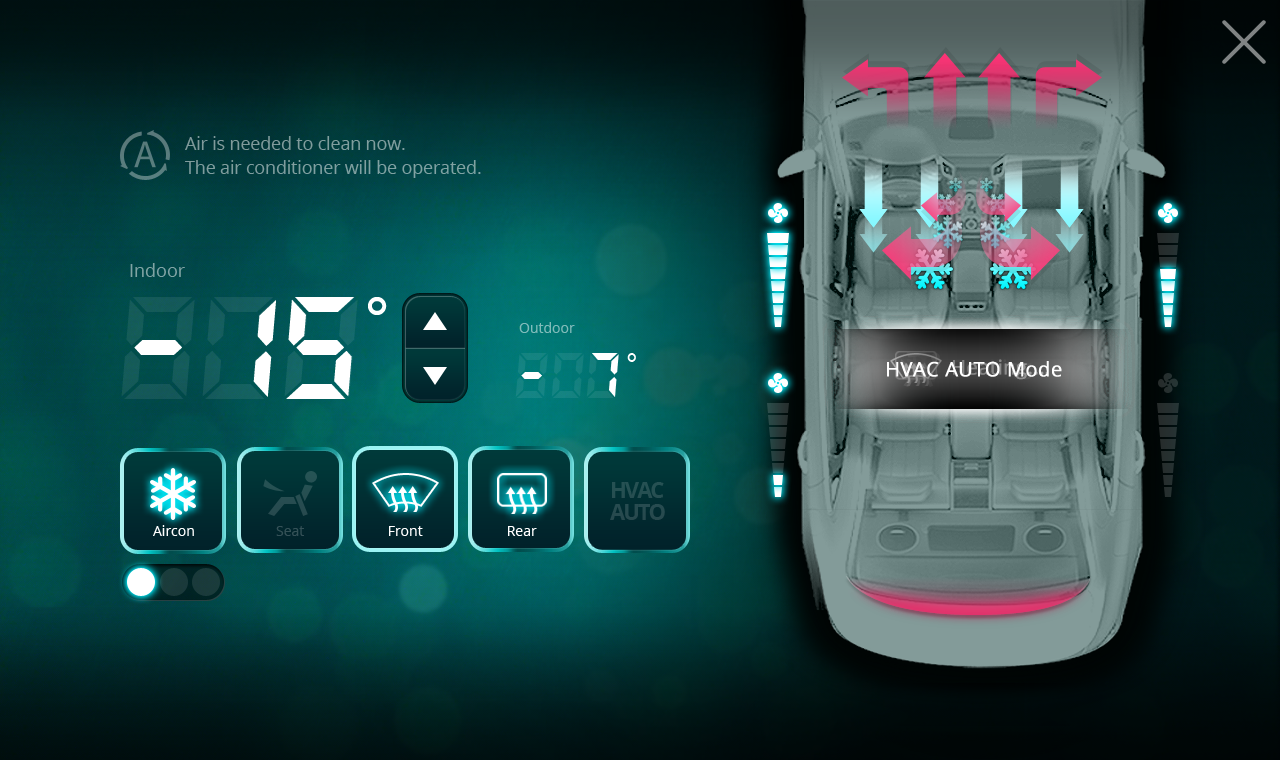 A
Air is needed to clean now.
The air conditioner will be operated.
Indoor
-15°
Outdoor
-7°
Aircon
Seat
Front
Rear
HVAC
AUTO
HVAC AUTO Mode